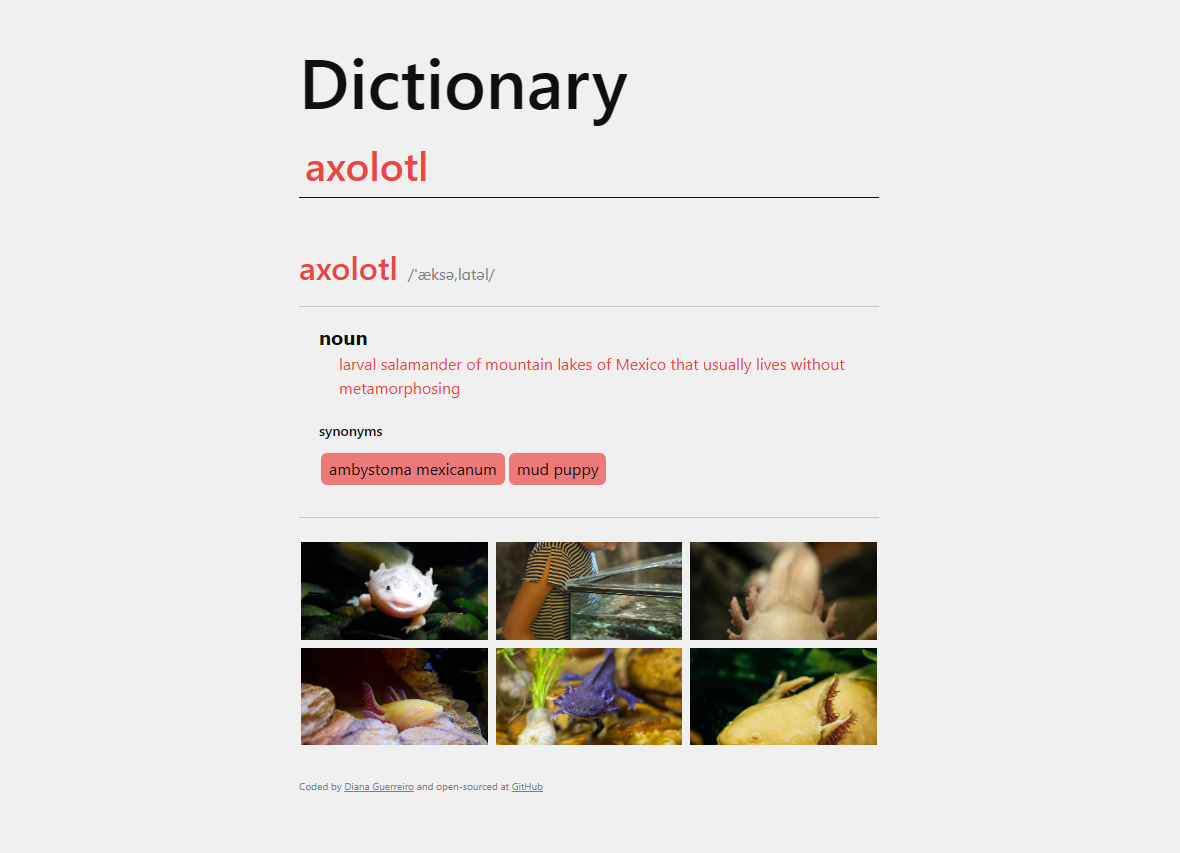 Dictionary
axolotl
axolotl /ˈæksəˌlɑtəl/
noun
larval salamander of mountain lakes of Mexico that usually lives without
metamorphosing
synonyms
ambystoma mexicanum mud puppy
Coded by Diana Guerreiro and open-sourced at GitHub